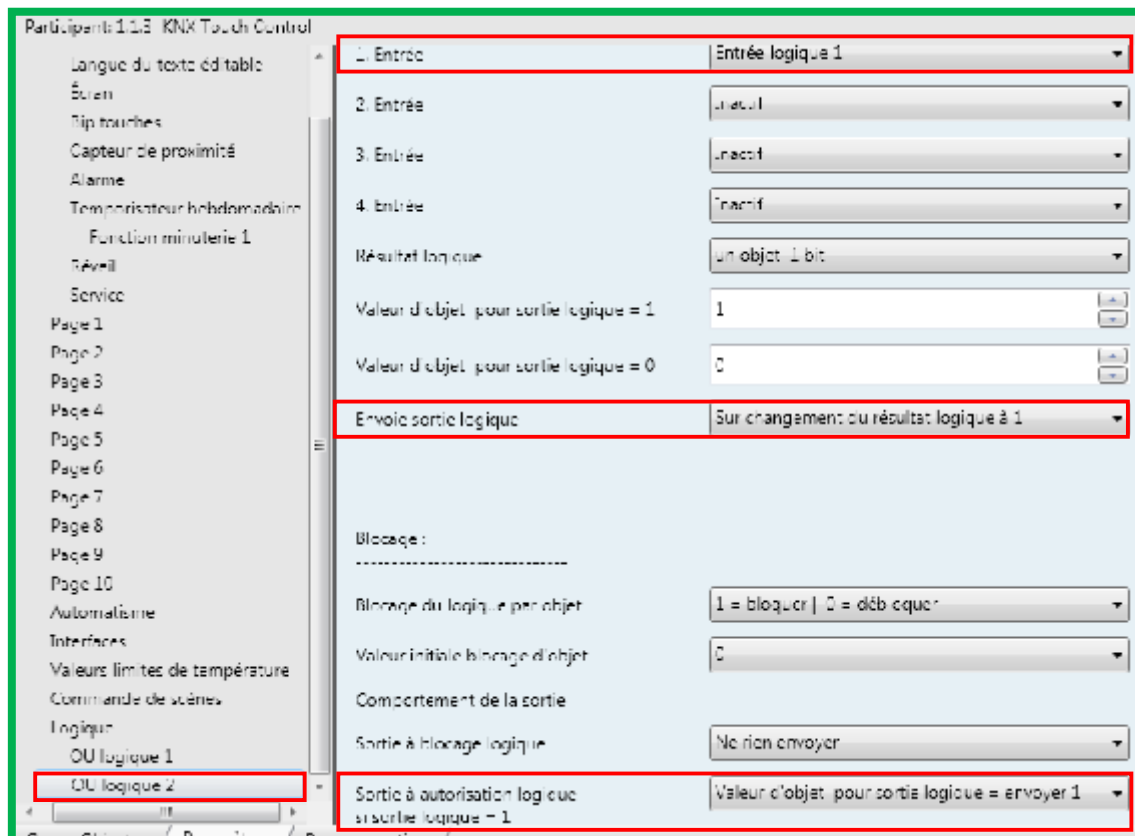 Participant: 1.1.3 KNX Touch Control
Langue du texte éditable
Écran
Bip touches
Capteur de proximité
Alarme
Temporisateur hebdomadaire
Fonction minuterie 1
Réveil
Service
Page 1
Page 2
Page 3
Page 4
Page 5
Page 6
Page 7
Page 8
Page 9
Page 10
Automatisme
Interfaces
Valeurs limites de température
Commande de scènes
Logique
OU logique 1
OU logique 2
1. Entrée Entrée logique 1
2. Entrée Inactif
3. Entrée Inactif
4. Entrée Inactif
Résultat logique un objet 1 bit
Valeur d'objet pour sortie logique = 1 1
Valeur d'objet pour sortie logique = 0 0
Envoie sortie logique Sur changement du résultat logique à 1
Blocage :
------------------------------
Blocage du logique par objet 1 = bloquer | 0 = débloquer
Valeur initiale blocage d'objet 0
Comportement de la sortie
Sortie à blocage logique Ne rien envoyer
Sortie à autorisation logique Valeur d'objet pour sortie logique = envoyer 1
si sortie logique = 1